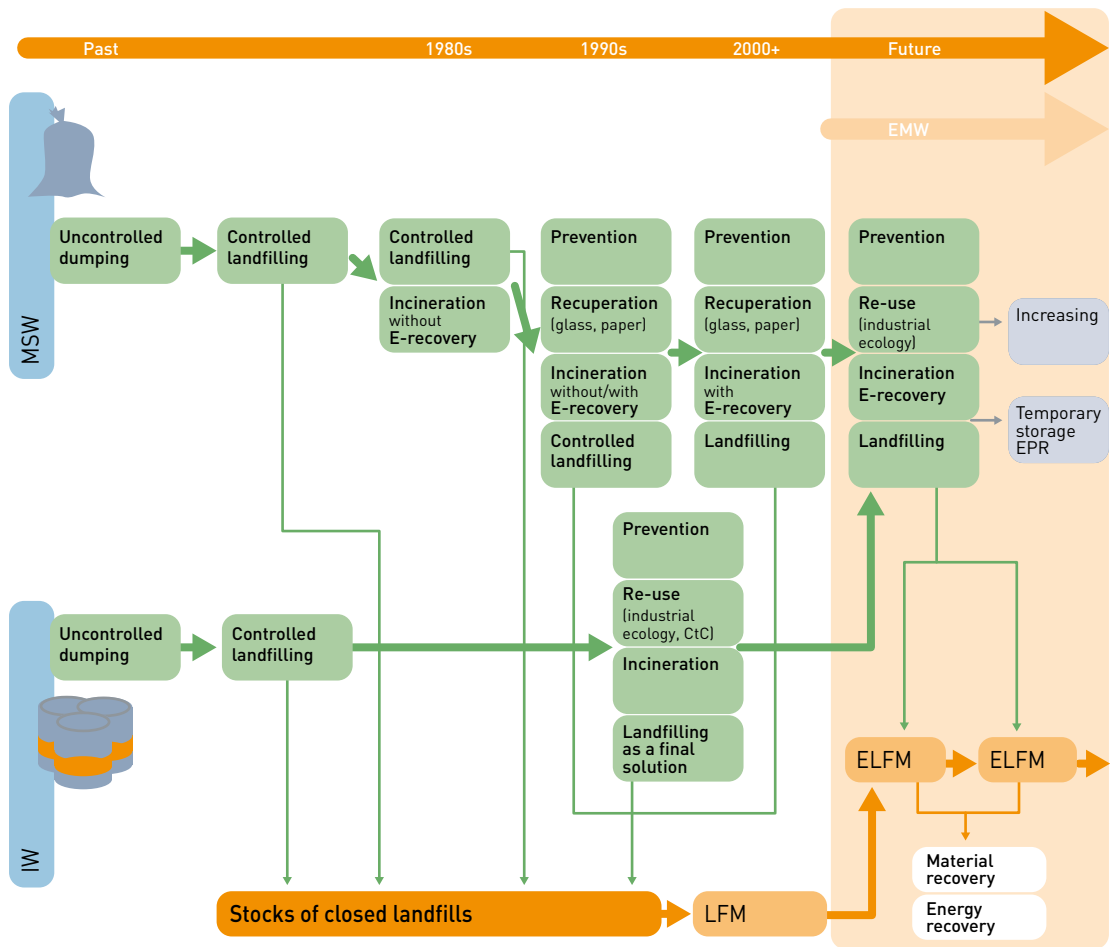 Past
1980s
1990s
2000+
Future
EMW
MSW
Uncontrolled
dumping
Controlled
landfilling
Controlled
landfilling
Incineration
without
E-recovery
Prevention
Recuperation
(glass, paper)
Incineration
without/with
E-recovery
Controlled
landfilling
Prevention
Recuperation
(glass, paper)
Incineration
with
E-recovery
Landfilling
Prevention
Re-use
(industrial
ecology)
Incineration
E-recovery
Landfilling
Increasing
Temporary
storage
EPR
IW
Uncontrolled
dumping
Controlled
landfilling
Prevention
Re-use
(industrial
ecology, CtC)
Incineration
Landfilling
as a final
solution
ELFM
ELFM
Material
recovery
Energy
recovery
Stocks of closed landfills
LFM